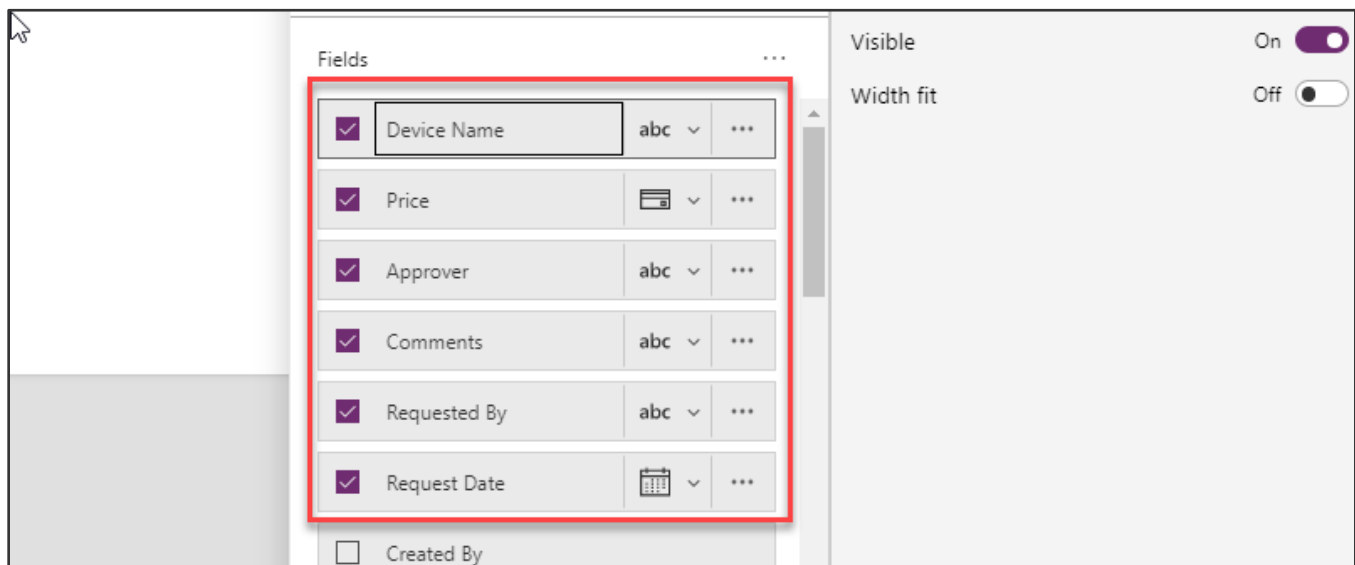 Fields
...
Device Name abc ...
Price ...
Approver abc ...
Comments abc ...
Requested By abc ...
Request Date ...
Created By
Visible On
Width fit Off